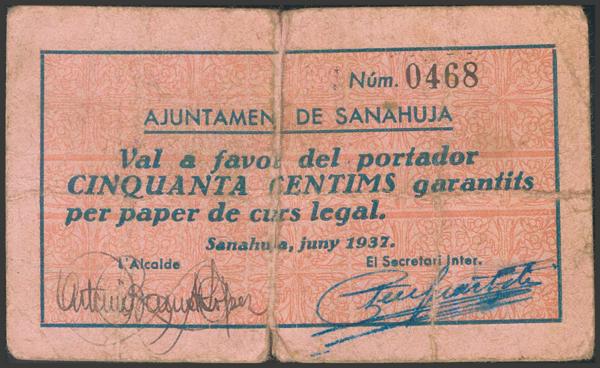 Núm. 0468
AJUNTAMEN DE SANAHUJA
Val a favor del portador
CINQUANTA CENTIMS garantits
per paper de curs legal.
Sanahuja, juny 1937.
L'Alcalde El Secretari Inter.